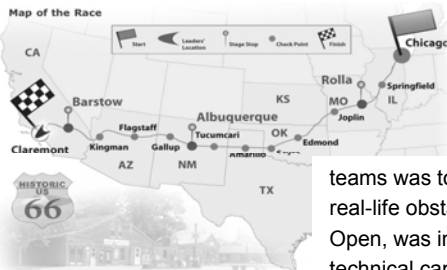 Map of the Race
Start
Leaders' Location
Stage Stop
Check Point
Finish
Chicago
CA
Rolla
Springfield
Barstow
KS
MO
IL
Albuquerque
Joplin
Flagstaff
Tucumcari
OK
Claremont
Kingman
Gallup
Amarillo
Edmond
AZ
NM
TX
HISTORIC
US
66
teams was to
real-life obst
Open, was in
technical car